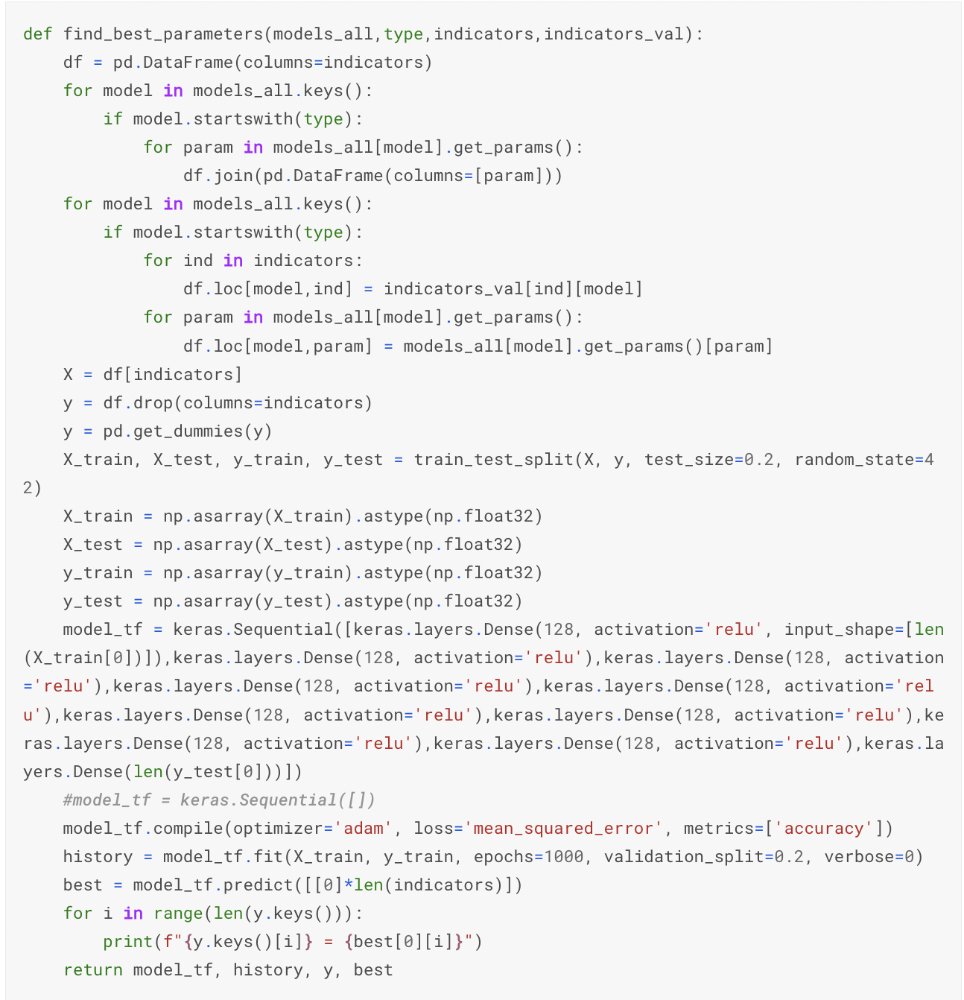 def find_best_parameters(models_all,type,indicators,indicators_val):
    df = pd.DataFrame(columns=indicators)
    for model in models_all.keys():
        if model.startswith(type):
            for param in models_all[model].get_params():
                df.join(pd.DataFrame(columns=[param]))
    for model in models_all.keys():
        if model.startswith(type):
            for ind in indicators:
                df.loc[model,ind] = indicators_val[ind][model]
            for param in models_all[model].get_params():
                df.loc[model,param] = models_all[model].get_params()[param]
    X = df[indicators]
    y = df.drop(columns=indicators)
    y = pd.get_dummies(y)
    X_train, X_test, y_train, y_test = train_test_split(X, y, test_size=0.2, random_state=4
2)
    X_train = np.asarray(X_train).astype(np.float32)
    X_test = np.asarray(X_test).astype(np.float32)
    y_train = np.asarray(y_train).astype(np.float32)
    y_test = np.asarray(y_test).astype(np.float32)
    model_tf = keras.Sequential([keras.layers.Dense(128, activation='relu', input_shape=[len
(X_train[0])]),keras.layers.Dense(128, activation='relu'),keras.layers.Dense(128, activation
='relu'),keras.layers.Dense(128, activation='relu'),keras.layers.Dense(128, activation='rel
u'),keras.layers.Dense(128, activation='relu'),keras.layers.Dense(128, activation='relu'),ke
ras.layers.Dense(128, activation='relu'),keras.layers.Dense(128, activation='relu'),keras.la
yers.Dense(len(y_test[0]))])
    #model_tf = keras.Sequential([])
    model_tf.compile(optimizer='adam', loss='mean_squared_error', metrics=['accuracy'])
    history = model_tf.fit(X_train, y_train, epochs=1000, validation_split=0.2, verbose=0)
    best = model_tf.predict([[0]*len(indicators)])
    for i in range(len(y.keys())):
        print(f"{y.keys()[i]} = {best[0][i]}")
    return model_tf, history, y, best